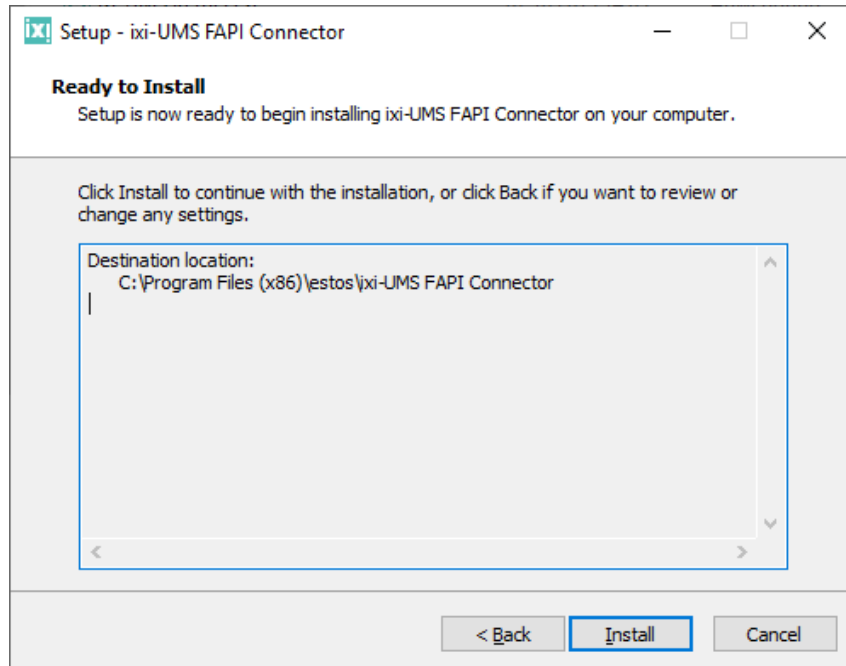 ixi Setup - ixi-UMS FAPI Connector
Ready to Install
Setup is now ready to begin installing ixi-UMS FAPI Connector on your computer.
Click Install to continue with the installation, or click Back if you want to review or
change any settings.
Destination location:
C:\Program Files (x86)\estos\ixi-UMS FAPI Connector
< Back Install Cancel